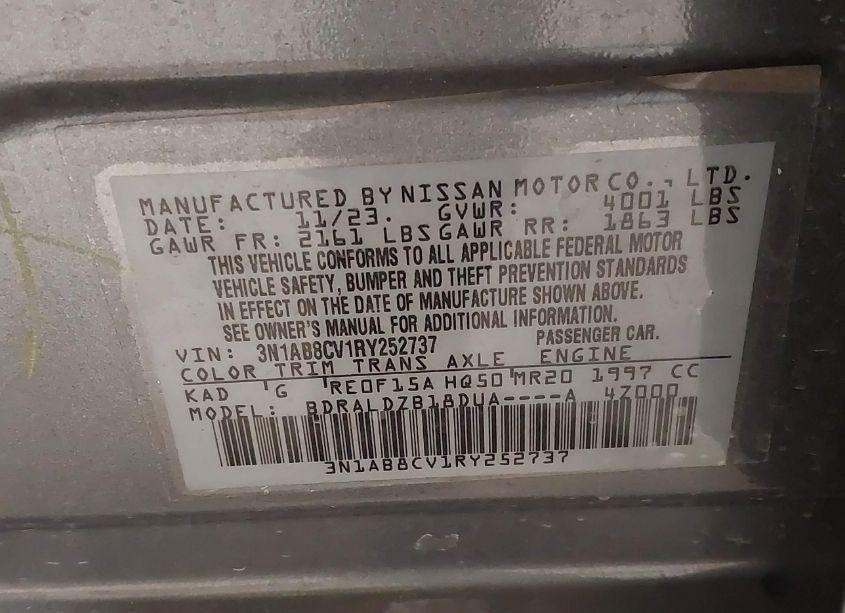 MANUFACTURED BY NISSAN MOTOR CO., LTD.
DATE: 11/23. GVWR: 4001 LBS
GAWR FR: 2161 LBS GAWR RR: 1863 LBS
THIS VEHICLE CONFORMS TO ALL APPLICABLE FEDERAL MOTOR
VEHICLE SAFETY, BUMPER AND THEFT PREVENTION STANDARDS
IN EFFECT ON THE DATE OF MANUFACTURE SHOWN ABOVE.
SEE OWNER'S MANUAL FOR ADDITIONAL INFORMATION.
VIN: 3N1AB8CV1RY252737 PASSENGER CAR.
COLOR TRIM TRANS AXLE ENGINE
KAD G RE0F15A HQ50 MR20 1997 CC
MODEL: BDRALDZB18DUA----A 4Z000
3N1AB8CV1RY252737